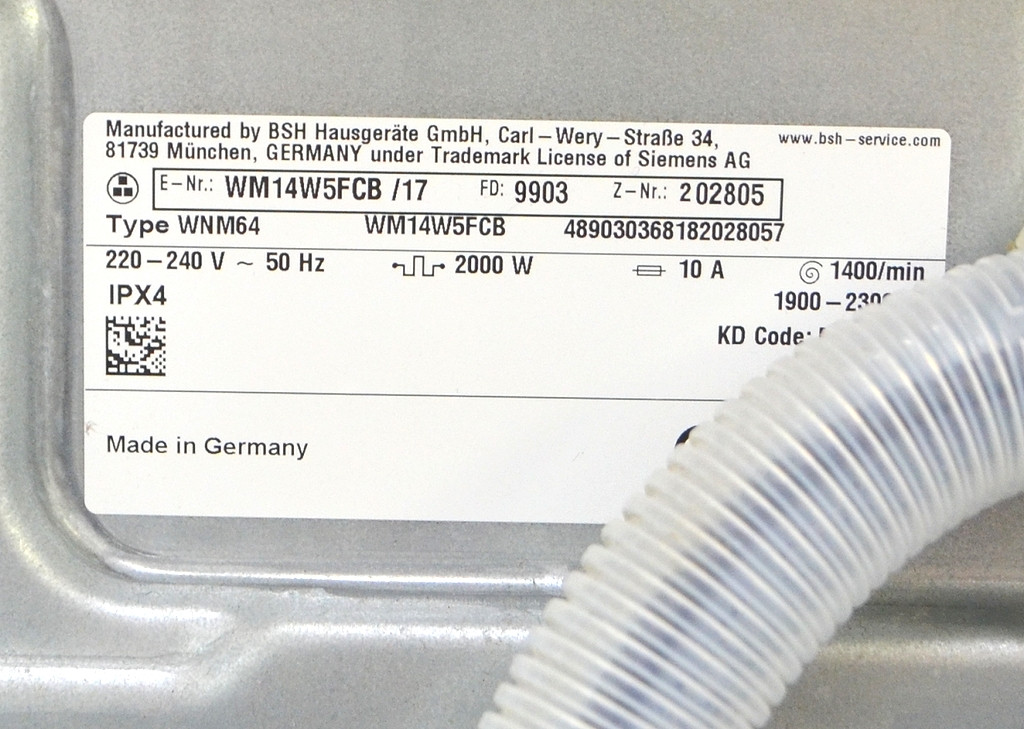 Manufactured by BSH Hausgeräte GmbH, Carl–Wery–Straße 34, www.bsh–service.com
81739 München, GERMANY under Trademark License of Siemens AG
E–Nr.: WM14W5FCB /17 FD: 9903 Z–Nr.: 202805
Type WNM64 WM14W5FCB 489030368182028057
220–240 V ~ 50 Hz 2000 W 10 A 1400/min
IPX4 1900–
KD Code:
Made in Germany